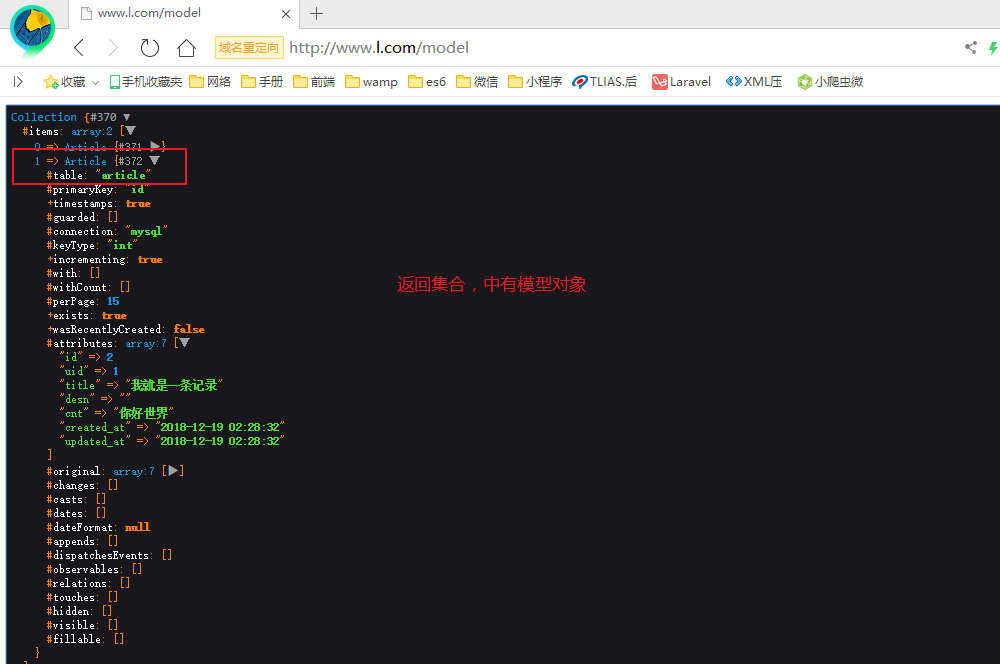 www.l.com/model
域名重定向 http://www.l.com/model
收藏 手机收藏夹 网络 手册 前端 wamp es6 微信 小程序 TLIAS.后 Laravel XML压 小爬虫微
Collection {#370 ▼
#items: array:2 [▼
0 => Article {#371 ▶}
1 => Article {#372 ▼
#table: "article"
#primaryKey: "id"
+timestamps: true
#guarded: []
#connection: "mysql"
#keyType: "int"
+incrementing: true
#with: []
返回集合，中有模型对象
#withCount: []
#perPage: 15
+exists: true
+wasRecentlyCreated: false
#attributes: array:7 [▼
"id" => 2
"uid" => 1
"title" => "我就是一条记录"
"desn" => ""
"cnt" => "你好世界"
"created_at" => "2018-12-19 02:28:32"
"updated_at" => "2018-12-19 02:28:32"
]
#original: array:7 [▶]
#changes: []
#casts: []
#dates: []
#dateFormat: null
#appends: []
#dispatchesEvents: []
#observables: []
#relations: []
#touches: []
#hidden: []
#visible: []
#fillable: []
}